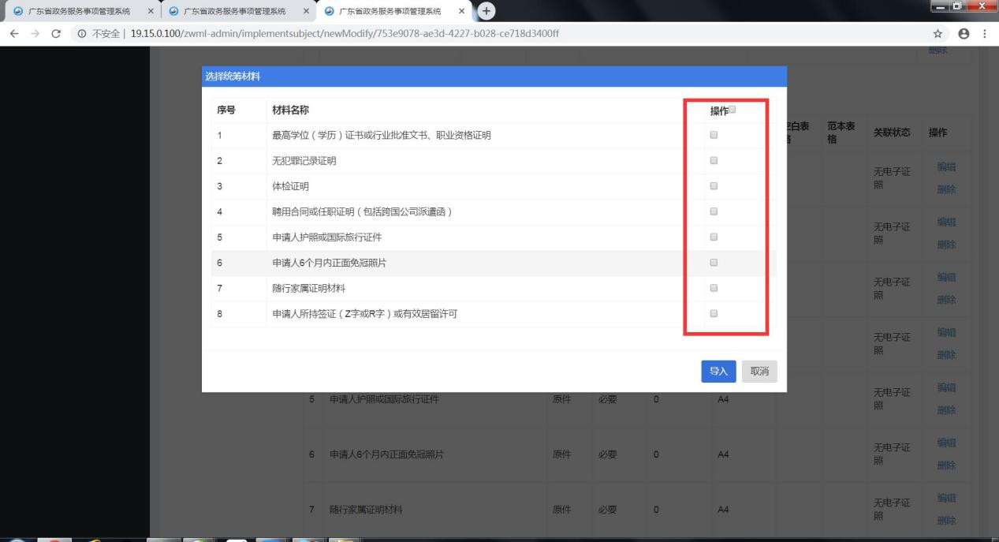 广东省政务服务事项管理系统
广东省政务服务事项管理系统
广东省政务服务事项管理系统
不安全 | 19.15.0.100/zwml-admin/implementsubject/newModify/753e9078-ae3d-4227-b028-ce718d3400ff
删除
选择统筹材料
序号 材料名称 操作
1 最高学位（学历）证书或行业批准文书、职业资格证明
2 无犯罪记录证明
3 体检证明
4 聘用合同或任职证明（包括跨国公司派遣函）
5 申请人护照或国际旅行证件
6 申请人6个月内正面免冠照片
7 随行家属证明材料
8 申请人所持签证（Z字或R字）或有效居留许可
导入 取消
空白表格 范本表格 关联状态 操作
无电子证照 编辑 删除
无电子证照 编辑 删除
无电子证照 编辑 删除
无电子证照 编辑 删除
5 申请人护照或国际旅行证件 原件 必要 0 A4 无电子证照 编辑 删除
6 申请人6个月内正面免冠照片 原件 必要 0 A4 无电子证照 编辑 删除
7 随行家属证明材料 原件 必要 0 A4 无电子证照 编辑 删除